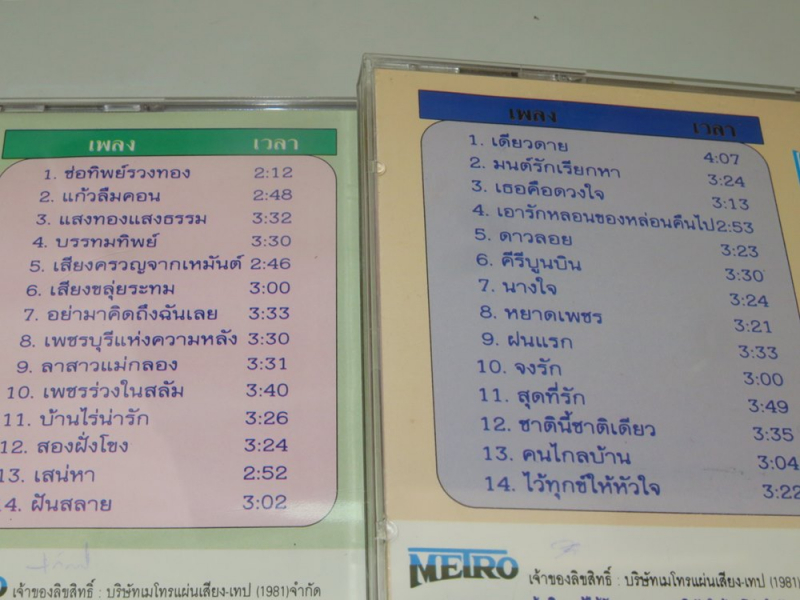 เพลง เวลา
1. ช่อทิพย์รวงทอง 2:12
2. แก้วลืมคอน 2:48
3. แสงทองแสงธรรม 3:32
4. บรรทมทิพย์ 3:30
5. เสียงครวญจากเหมันต์ 2:46
6. เสียงขลุ่ยระทม 3:00
7. อย่ามาคิดถึงฉันเลย 3:33
8. เพชรบุรีแห่งความหลัง 3:30
9. ลาสาวแม่กลอง 3:31
10. เพชรร่วงในสลัม 3:40
11. บ้านไร่น่ารัก 3:26
12. สองฝั่งโขง 3:24
13. เสน่หา 2:52
14. ฝันสลาย 3:02
เจ้าของลิขสิทธิ์ : บริษัทเมโทรแผ่นเสียง-เทป (1981)จำกัด
เพลง เวลา
1. เดียวดาย 4:07
2. มนต์รักเรียกหา 3:24
3. เธอคือดวงใจ 3:13
4. เอารักหลอนของหล่อนคืนไป 2:53
5. ดาวลอย 3:23
6. คีรีบูนบิน 3:30
7. นางใจ 3:24
8. หยาดเพชร 3:21
9. ฝนแรก 3:33
10. จงรัก 3:00
11. สุดที่รัก 3:49
12. ชาตินี้ชาติเดียว 3:35
13. คนไกลบ้าน 3:04
14. ไว้ทุกข์ให้หัวใจ 3:22
METRO เจ้าของลิขสิทธิ์ : บริษัทเมโทรแผ่นเสียง-เทป (1981)